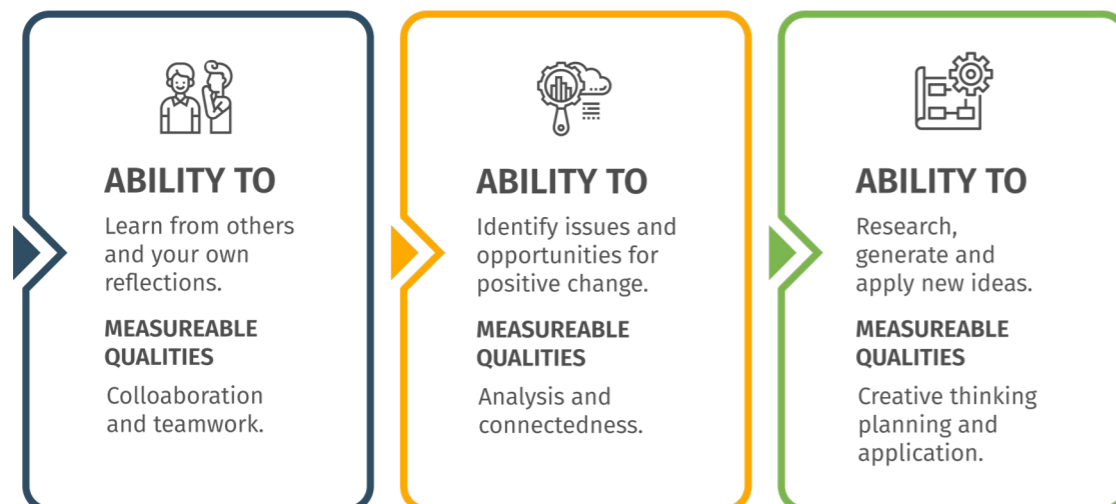 ABILITY TO
Learn from others
and your own
reflections.
MEASUREABLE
QUALITIES
Colloaboration
and teamwork.
ABILITY TO
Identify issues and
opportunities for
positive change.
MEASUREABLE
QUALITIES
Analysis and
connectedness.
ABILITY TO
Research,
generate and
apply new ideas.
MEASUREABLE
QUALITIES
Creative thinking
planning and
application.